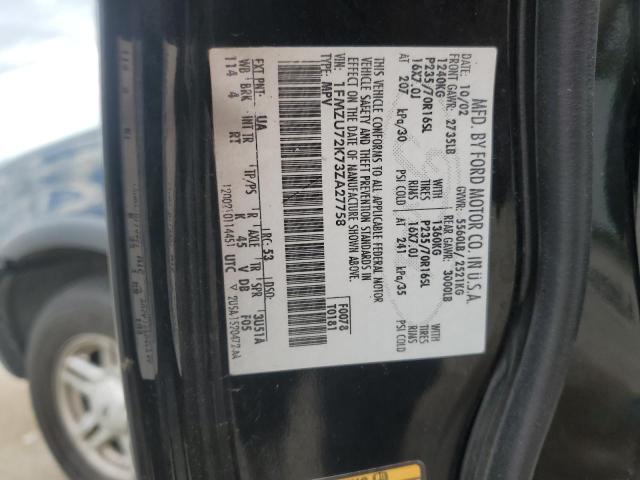 MFD. BY FORD MOTOR CO. IN U.S.A.
DATE: 10/02 GVWR: 5560LB/ 2521KG
FRONT GAWR: 2735LB REAR GAWR: 3000LB
1240KG WITH 1360KG WITH
P235/70R16SL TIRES P235/70R16SL TIRES
16X7.0J RIMS 16X7.0J RIMS
AT 207 kPa/30 PSI COLD AT 241 kPa/35 PSI COLD
THIS VEHICLE CONFORMS TO ALL APPLICABLE FEDERAL MOTOR
VEHICLE SAFETY AND THEFT PREVENTION STANDARDS IN
EFFECT ON THE DATE OF MANUFACTURE SHOWN ABOVE.
VIN: 1FMZU72K73ZA27758 F0078
TYPE: MPV T0181
EXT PNT: UA RC: 53 DSO:
WB BRK TP/PS R AXLE TR SPR 3U51A
114 4 RT K 45 V DB F05
12002101114451 UTC 2U5A 1520472 AA